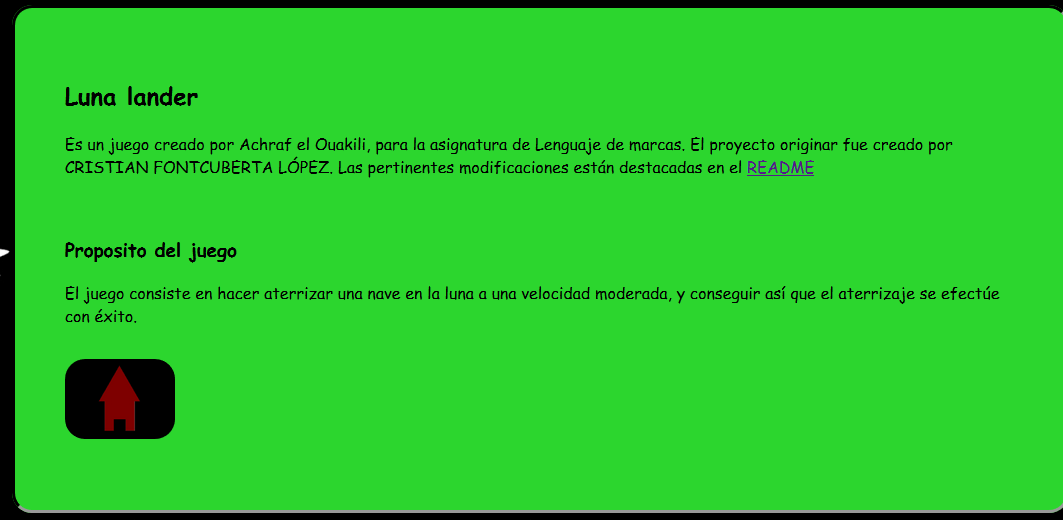 Luna lander
Es un juego creado por Achraf el Ouakili, para la asignatura de Lenguaje de marcas. El proyecto originar fue creado por
CRISTIAN FONTCUBERTA LÓPEZ. Las pertinentes modificaciones están destacadas en el README
Proposito del juego
El juego consiste en hacer aterrizar una nave en la luna a una velocidad moderada, y conseguir así que el aterrizaje se efectúe
con éxito.